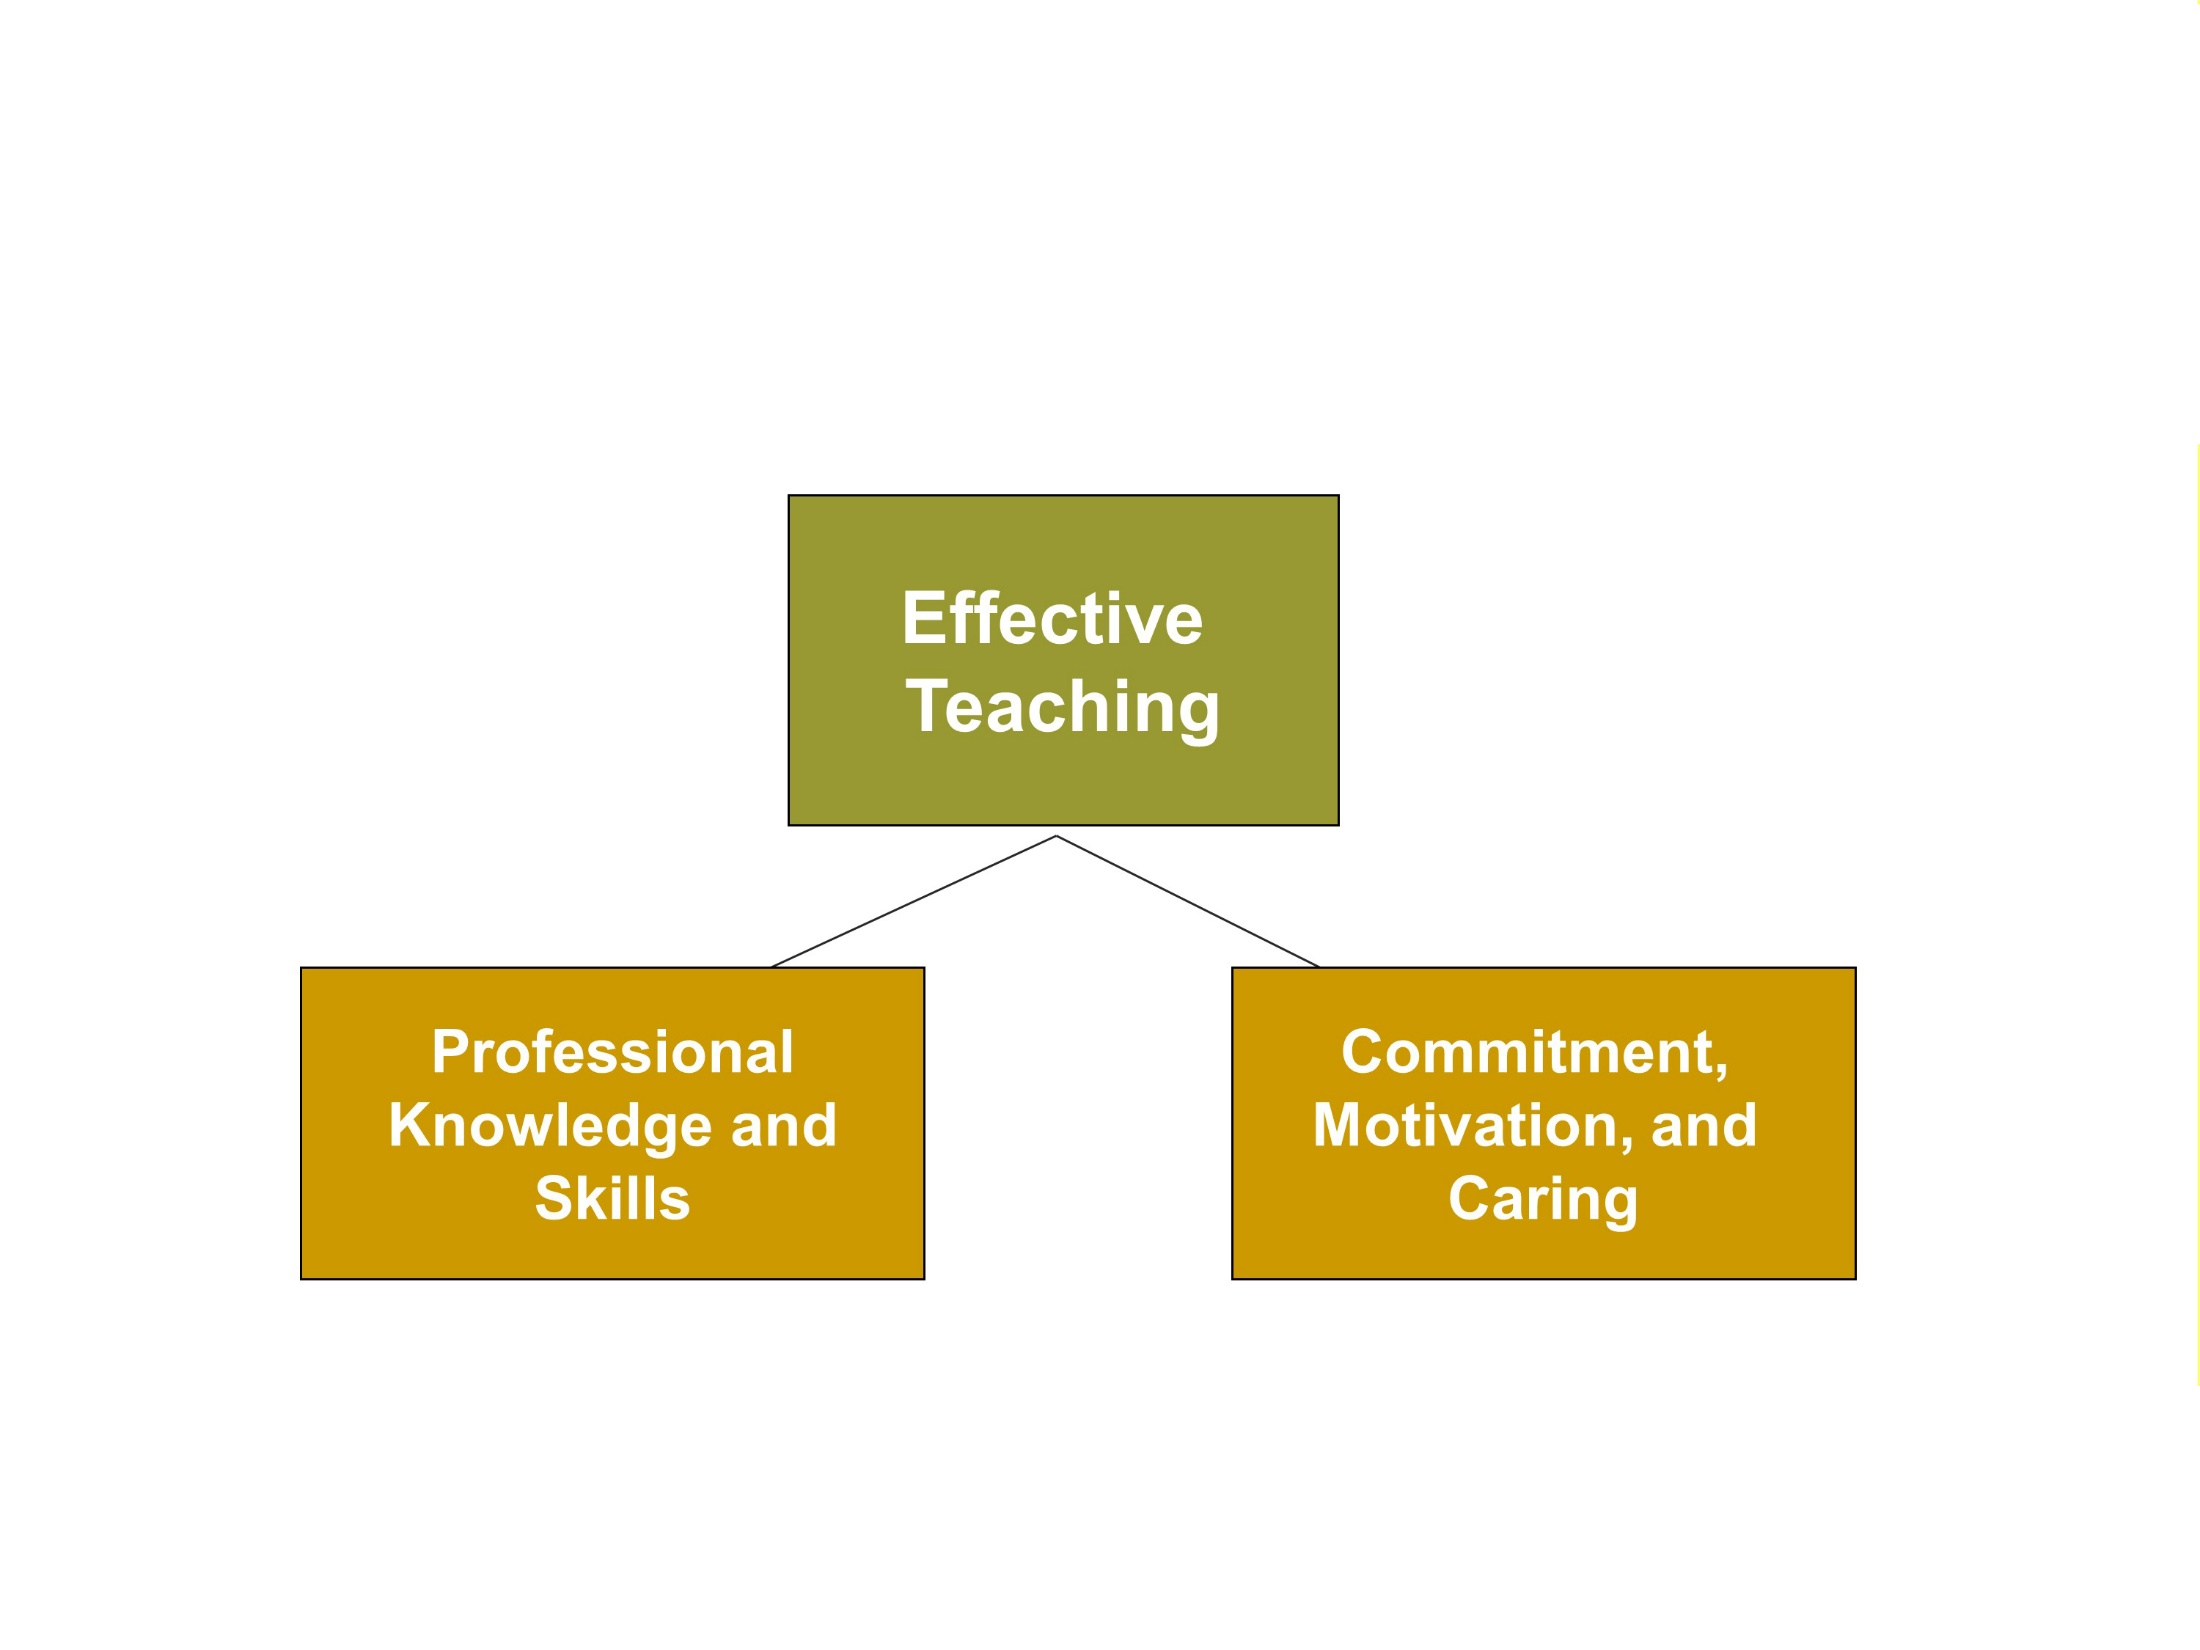 Effective
Teaching
Professional
Knowledge and
Skills
Commitment,
Motivation, and
Caring